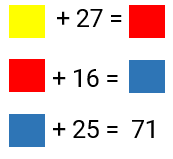 + 27 =
+ 16 =
+ 25 = 71